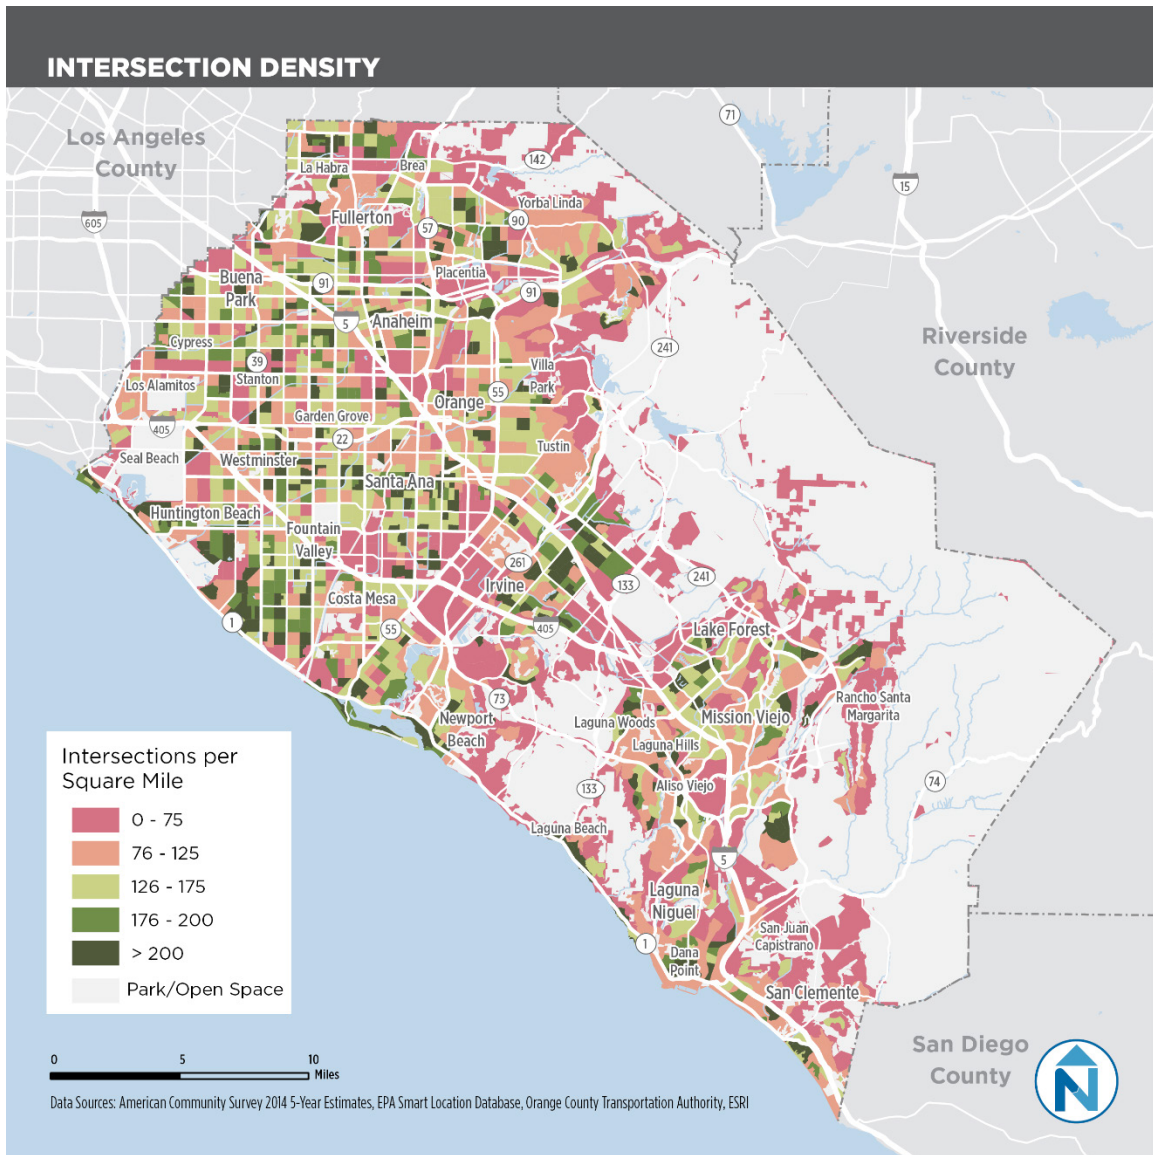 INTERSECTION DENSITY
Los Angeles
County
71
142
15
605
La Habra
Brea
Yorba Linda
Fullerton
57
90
Buena
Park
91
Placentia
91
5
Anaheim
241
Riverside
County
Cypress
39
Stanton
Villa
Park
Los Alamitos
55
Orange
405
Garden Grove
22
Tustin
Seal Beach
Westminster
Santa Ana
Huntington Beach
Fountain
Valley
261
Irvine
133
241
Costa Mesa
1
55
405
Lake Forest
73
Newport
Beach
Laguna Woods
Mission Viejo
Rancho Santa
Margarita
Laguna Hills
Aliso Viejo
133
74
Laguna Beach
5
Laguna
Niguel
San Juan
Capistrano
1
Dana
Point
San Clemente
San Diego
County
Intersections per
Square Mile
0 - 75
76 - 125
126 - 175
176 - 200
> 200
Park/Open Space
0 5 10
Miles
N
Data Sources: American Community Survey 2014 5-Year Estimates, EPA Smart Location Database, Orange County Transportation Authority, ESRI